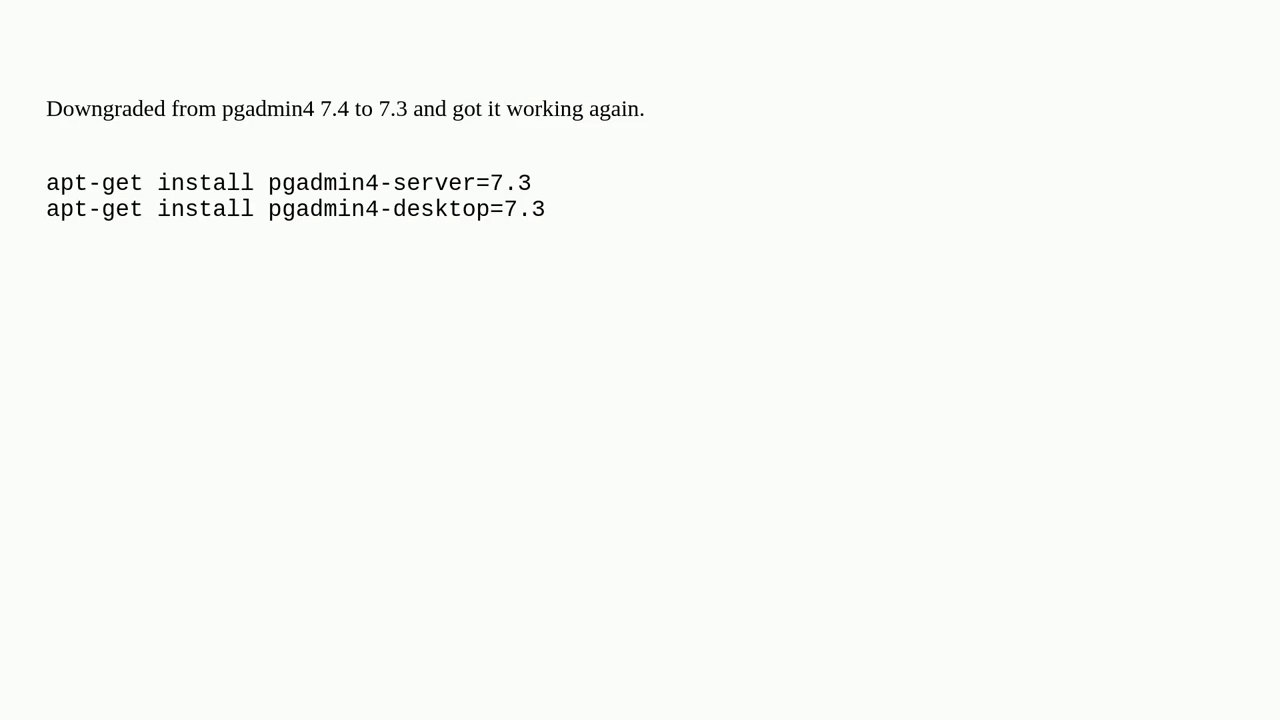 Downgraded from pgadmin4 7.4 to 7.3 and got it working again.
apt-get install pgadmin4-server=7.3
apt-get install pgadmin4-desktop=7.3